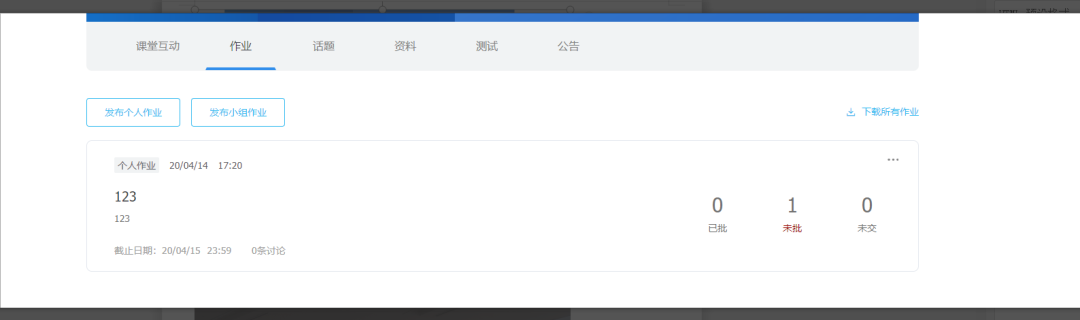 课堂互动 作业 话题 资料 测试 公告
发布个人作业 发布小组作业 下载所有作业
个人作业 20/04/14 17:20
123
123
0 1 0
已批 未批 未交
截止日期: 20/04/15 23:59 0条讨论